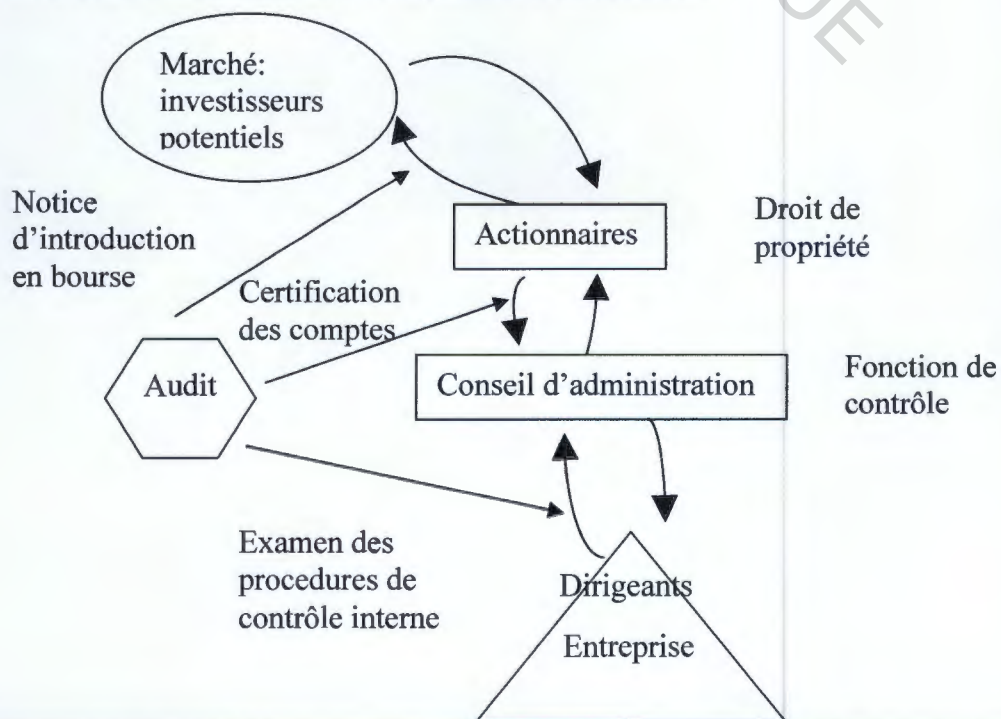 UE
Marché:
investisseurs
potentiels
Notice
d'introduction
en bourse
Actionnaires
Droit de
propriété
Certification
des comptes
Audit
Conseil d'administration
Fonction de
contrôle
Examen des
procedures de
contrôle interne
Dirigeants
Entreprise